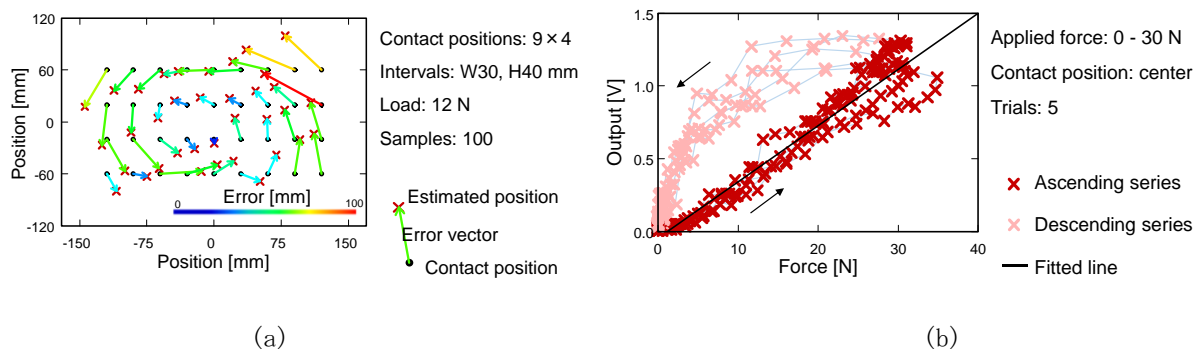 120
60
0
-60
-120
Position [mm]
-150
-75
0
75
150
Position [mm]
0
Error [mm]
100
Contact positions: 9×4
Intervals: W30, H40 mm
Load: 12 N
Samples: 100
Estimated position
Error vector
Contact position
(a)
1.5
1.0
0.5
0.0
Output [V]
0
10
20
30
40
Force [N]
Applied force: 0 - 30 N
Contact position: center
Trials: 5
Ascending series
Descending series
Fitted line
(b)